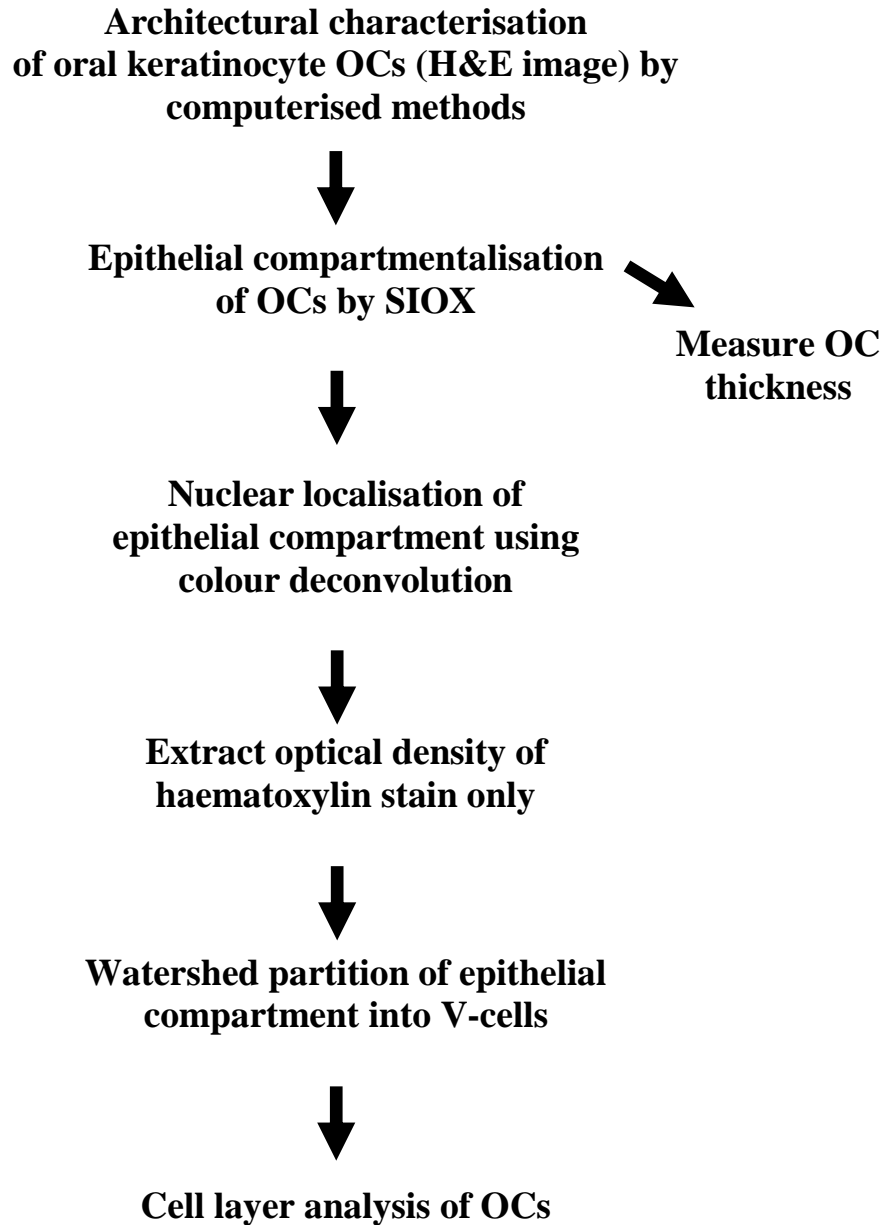 Architectural characterisation
of oral keratinocyte OCs (H&E image) by
computerised methods
Epithelial compartmentalisation
of OCs by SIOX
Measure OC
thickness
Nuclear localisation of
epithelial compartment using
colour deconvolution
Extract optical density of
haematoxylin stain only
Watershed partition of epithelial
compartment into V-cells
Cell layer analysis of OCs